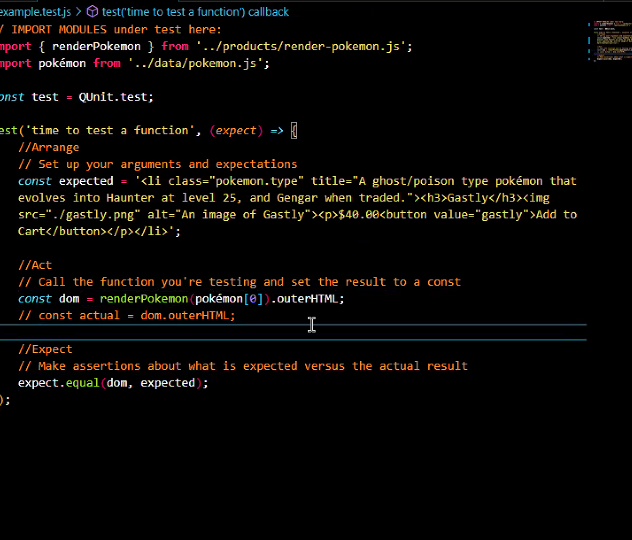 example.test.js > test('time to test a function') callback
/ IMPORT MODULES under test here:
mport { renderPokemon } from '../products/render-pokemon.js';
mport pokémon from '../data/pokemon.js';
onst test = QUnit.test;
est('time to test a function', (expect) => {
//Arrange
// Set up your arguments and expectations
const expected = '<li class="pokemon.type" title="A ghost/poison type pokémon that
evolves into Haunter at level 25, and Gengar when traded."><h3>Gastly</h3><img
src="./gastly.png" alt="An image of Gastly"><p>$40.00<button value="gastly">Add to
Cart</button></p></li>';
//Act
// Call the function you're testing and set the result to a const
const dom = renderPokemon(pokémon[0]).outerHTML;
// const actual = dom.outerHTML;
//Expect
// Make assertions about what is expected versus the actual result
expect.equal(dom, expected);
);